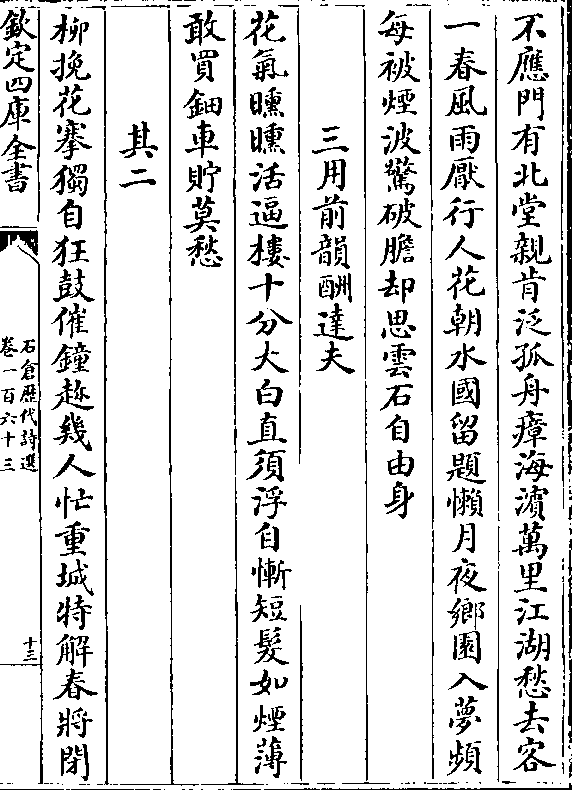 不應門有北堂親肯泛孤舟瘴海濵萬里江湖愁去客
一春風雨厭行人花朝水國留題懶月夜鄉園入夢頻
每被煙波驚破膽却思雲石自由身
三用前韻酬達夫
花氣曛曛活逼樓十分大白直須浮自慚短髮如煙薄
敢買鈿車貯莫愁
其二
柳挽花搴獨自狂鼓催鐘趂幾人忙重城特解春將閉
欽定四庫全書
石倉歴代詩選
卷一百六十三
十三